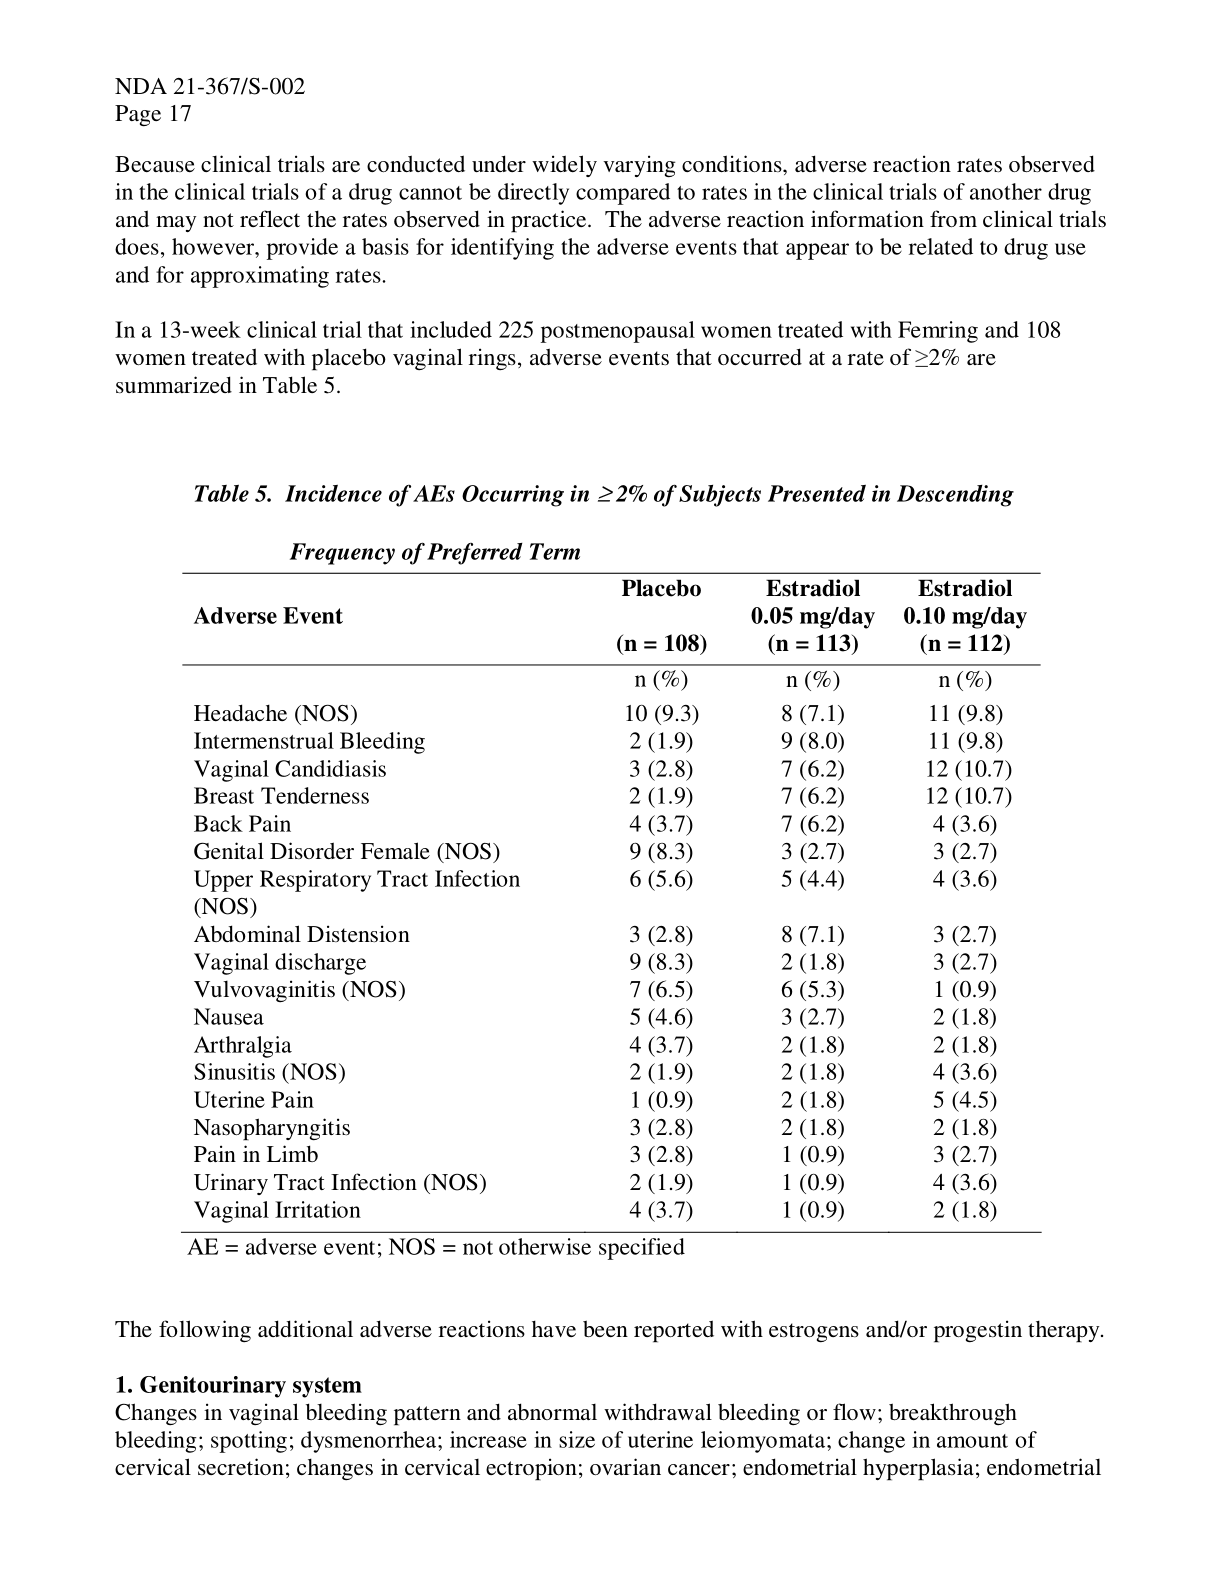 NDA 21-367/S-002
Page 17
Because clinical trials are conducted under widely varying conditions, adverse reaction rates observed
in the clinical trials of a drug cannot be directly compared to rates in the clinical trials of another drug
and may not reflect the rates observed in practice.  The adverse reaction information from clinical trials
does, however, provide a basis for identifying the adverse events that appear to be related to drug use
and for approximating rates.
In a 13-week clinical trial that included 225 postmenopausal women treated with Femring and 108
women treated with placebo vaginal rings, adverse events that occurred at a rate of ≥2% are
summarized in Table 5.
Table 5.  Incidence of AEs Occurring in ≥2% of Subjects Presented in Descending
Frequency of Preferred Term
Placebo Estradiol Estradiol
Adverse Event 0.05 mg/day 0.10 mg/day
(n = 108) (n = 113) (n = 112)
n (%) n (%) n (%)
Headache (NOS) 10 (9.3) 8 (7.1) 11 (9.8)
Intermenstrual Bleeding 2 (1.9) 9 (8.0) 11 (9.8)
Vaginal Candidiasis 3 (2.8) 7 (6.2) 12 (10.7)
Breast Tenderness 2 (1.9) 7 (6.2) 12 (10.7)
Back Pain 4 (3.7) 7 (6.2) 4 (3.6)
Genital Disorder Female (NOS) 9 (8.3) 3 (2.7) 3 (2.7)
Upper Respiratory Tract Infection 6 (5.6) 5 (4.4) 4 (3.6)
(NOS)
Abdominal Distension 3 (2.8) 8 (7.1) 3 (2.7)
Vaginal discharge 9 (8.3) 2 (1.8) 3 (2.7)
Vulvovaginitis (NOS) 7 (6.5) 6 (5.3) 1 (0.9)
Nausea 5 (4.6) 3 (2.7) 2 (1.8)
Arthralgia 4 (3.7) 2 (1.8) 2 (1.8)
Sinusitis (NOS) 2 (1.9) 2 (1.8) 4 (3.6)
Uterine Pain 1 (0.9) 2 (1.8) 5 (4.5)
Nasopharyngitis 3 (2.8) 2 (1.8) 2 (1.8)
Pain in Limb 3 (2.8) 1 (0.9) 3 (2.7)
Urinary Tract Infection (NOS) 2 (1.9) 1 (0.9) 4 (3.6)
Vaginal Irritation 4 (3.7) 1 (0.9) 2 (1.8)
AE = adverse event; NOS = not otherwise specified
The following additional adverse reactions have been reported with estrogens and/or progestin therapy.
1. Genitourinary system
Changes in vaginal bleeding pattern and abnormal withdrawal bleeding or flow; breakthrough
bleeding; spotting; dysmenorrhea; increase in size of uterine leiomyomata; change in amount of
cervical secretion; changes in cervical ectropion; ovarian cancer; endometrial hyperplasia; endometrial